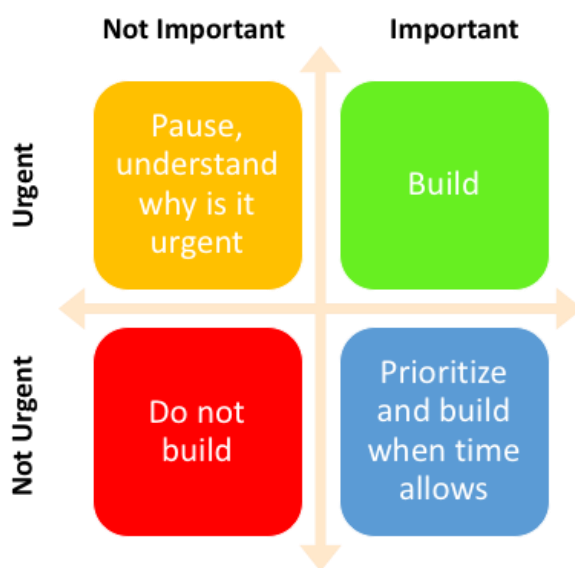 Not Important
Important
Urgent
Pause,
understand
why is it
urgent
Build
Not Urgent
Do not
build
Prioritize
and build
when time
allows